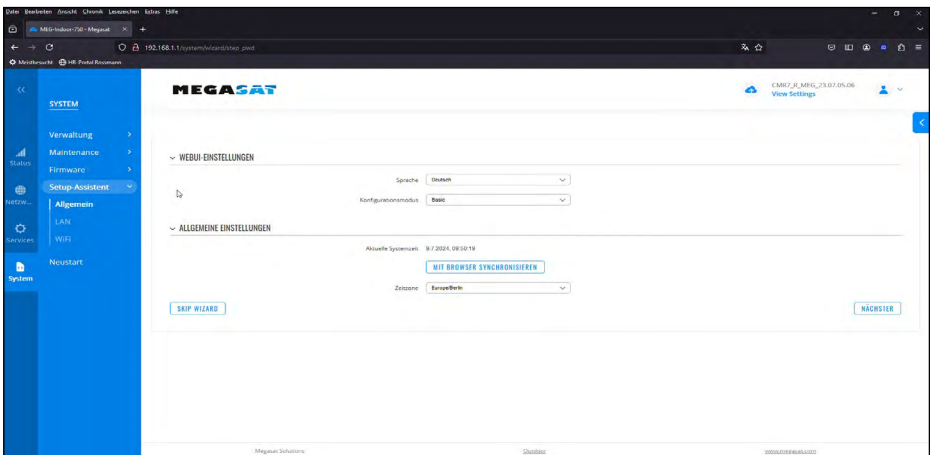 Datei Bearbeiten Ansicht Chronik Lesezeichen Extras Hilfe
MEG-Indoor-750 - Megasat
192.168.1.1/system/wizard/step_pwd
Meistbesucht HR-Portal Rossmann
MEGASAT
CMR7_R_MEG_23.07.05.06
View Settings
SYSTEM
Verwaltung
Maintenance
Firmware
Setup-Assistent
Allgemein
LAN
WiFi
Neustart
Status
Netzw...
Services
System
WEBUI-EINSTELLUNGEN
Sprache Deutsch
Konfigurationsmodus Basic
ALLGEMEINE EINSTELLUNGEN
Aktuelle Systemzeit 9.7.2024, 09:50:19
MIT BROWSER SYNCHRONISIEREN
Zeitzone Europe/Berlin
SKIP WIZARD
NÄCHSTER
Megasat Solutions
www.megasat.com